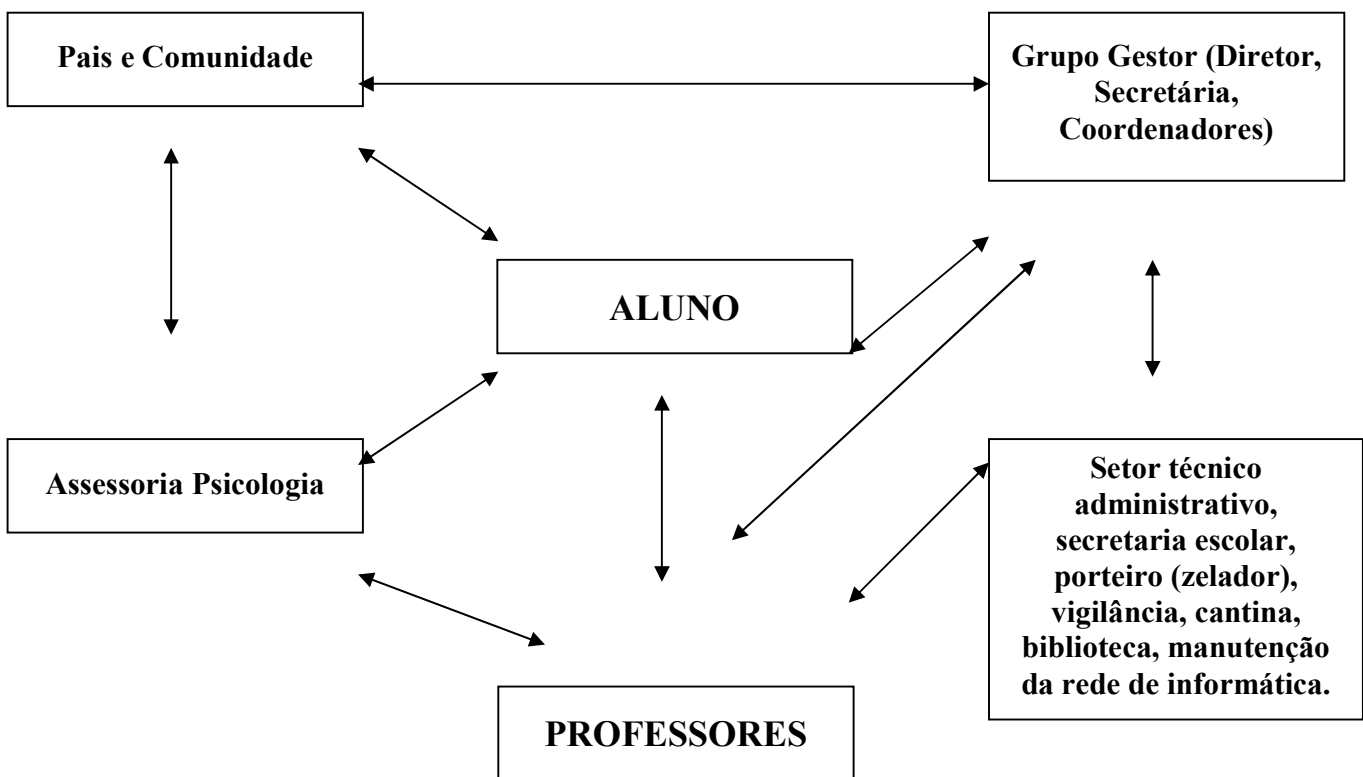 Pais e Comunidade
Grupo Gestor (Diretor,
Secretária,
Coordenadores)
ALUNO
Assessoria Psicologia
Setor técnico
administrativo,
secretaria escolar,
porteiro (zelador),
vigilância, cantina,
biblioteca, manutenção
da rede de informática.
PROFESSORES